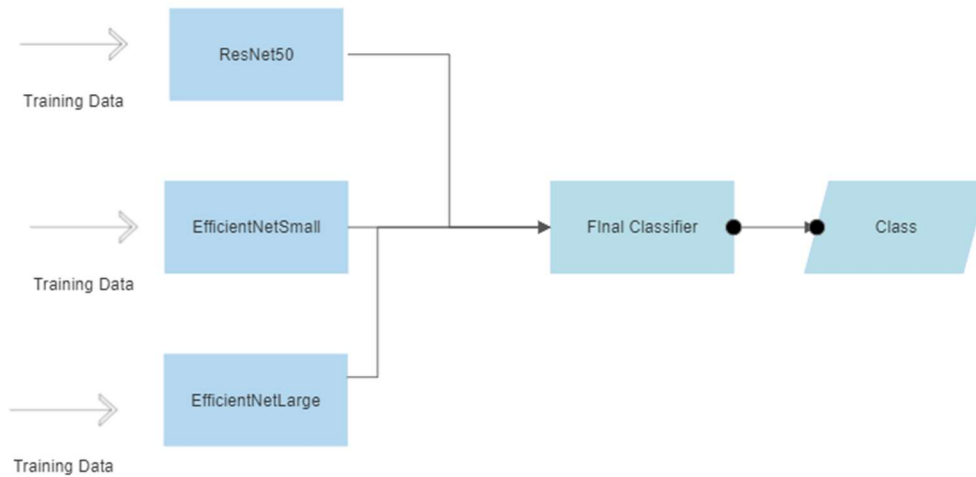 ResNet50
Training Data
EfficientNetSmall
FInal Classifier
Class
Training Data
EfficientNetLarge
Training Data